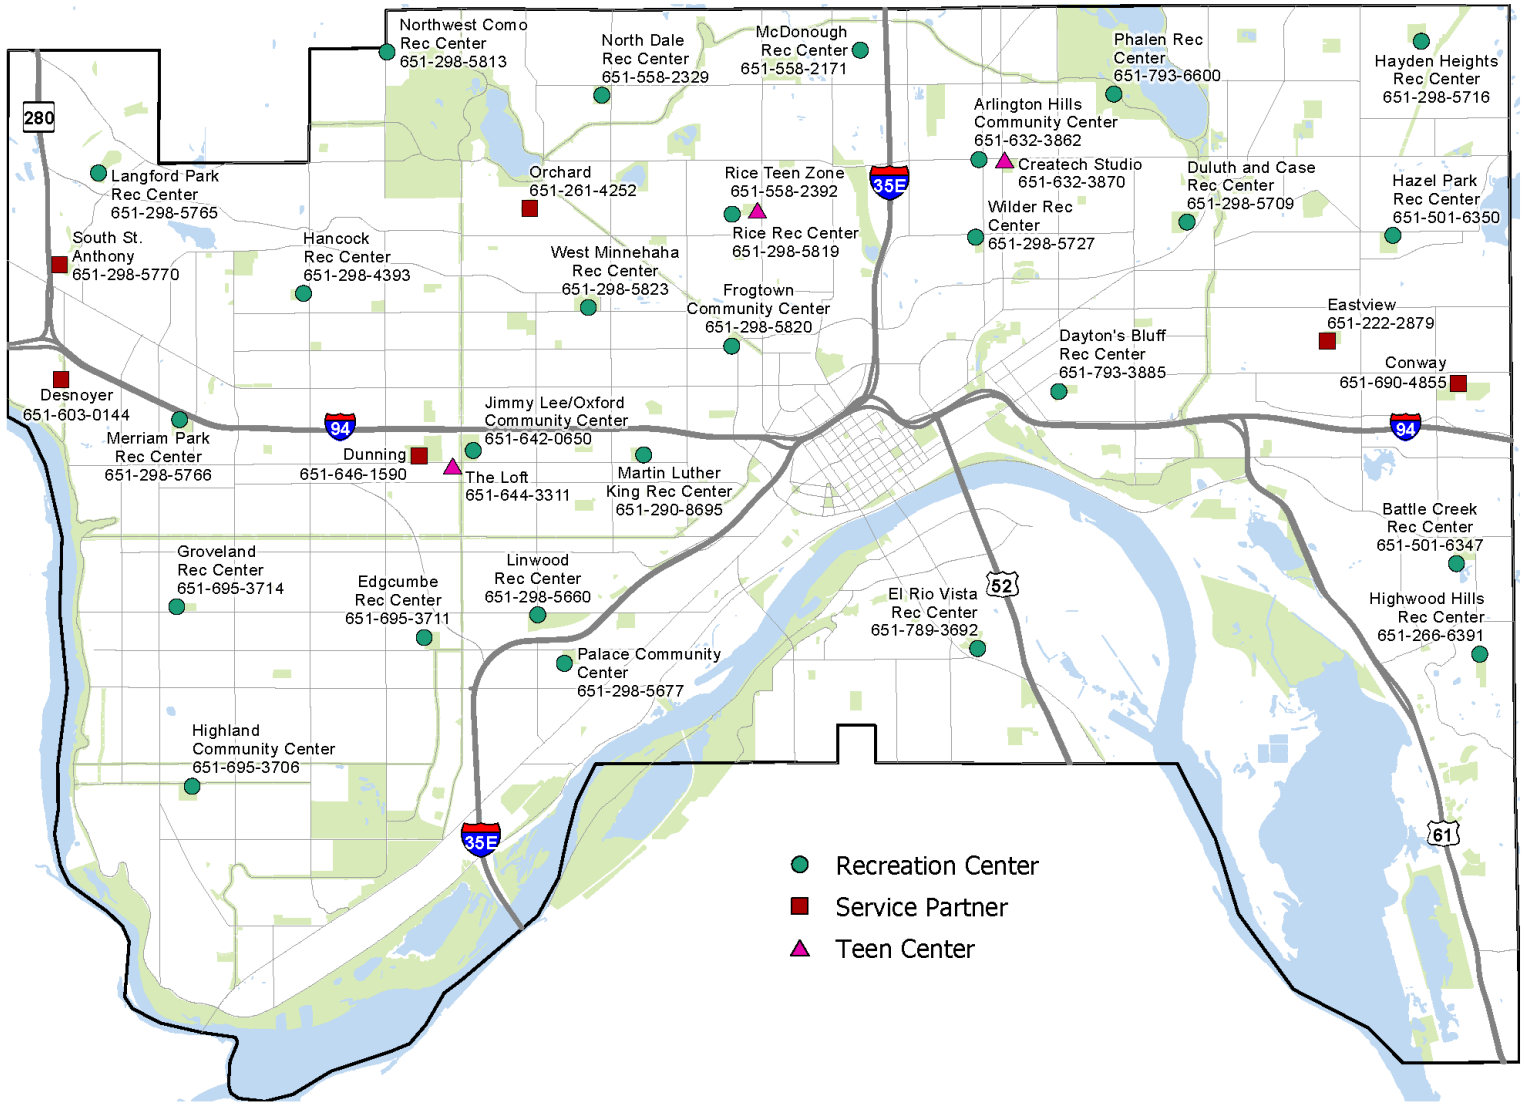 Northwest Como
Rec Center
651-298-5813
North Dale
Rec Center
651-558-2329
McDonough
Rec Center
651-558-2171
Phalen Rec
Center
651-793-6600
Hayden Heights
Rec Center
651-298-5716
280
Arlington Hills
Community Center
651-632-3862
Langford Park
Rec Center
651-298-5765
Orchard
651-261-4252
Rice Teen Zone
651-558-2392
35E
Createch Studio
651-632-3870
Duluth and Case
Rec Center
651-298-5709
Hazel Park
Rec Center
651-501-6350
South St.
Anthony
651-298-5770
Hancock
Rec Center
651-298-4393
West Minnehaha
Rec Center
651-298-5823
Rice Rec Center
651-298-5819
Wilder Rec
Center
651-298-5727
Frogtown
Community Center
651-298-5820
Eastview
651-222-2879
Dayton's Bluff
Rec Center
651-793-3885
Conway
651-690-4855
Desnoyer
651-603-0144
Merriam Park
Rec Center
651-298-5766
94
Jimmy Lee/Oxford
Community Center
651-642-0650
94
Dunning
651-646-1590
The Loft
651-644-3311
Martin Luther
King Rec Center
651-290-8695
Battle Creek
Rec Center
651-501-6347
Groveland
Rec Center
651-695-3714
Edgcumbe
Rec Center
651-695-3711
Linwood
Rec Center
651-298-5660
El Rio Vista
Rec Center
651-789-3692
52
Highwood Hills
Rec Center
651-266-6391
Palace Community
Center
651-298-5677
Highland
Community Center
651-695-3706
35E
61
Recreation Center
Service Partner
Teen Center